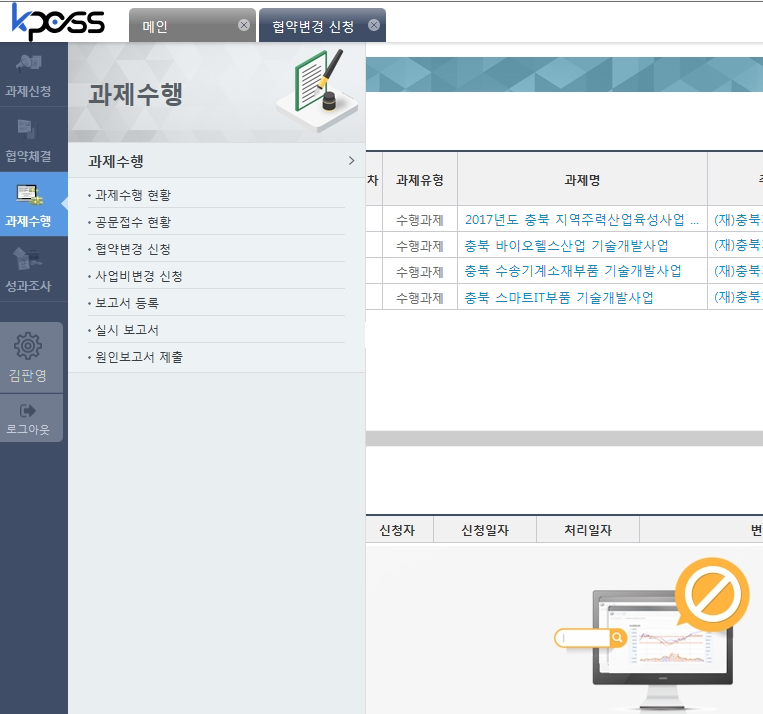 kpass
메인
협약변경 신청
과제신청
협약체결
과제수행
성과조사
김판영
로그아웃
과제수행
과제수행
· 과제수행 현황
· 공문접수 현황
· 협약변경 신청
· 사업비변경 신청
· 보고서 등록
· 실시 보고서
· 원인보고서 제출
차 과제유형 과제명
수행과제 2017년도 충북 지역주력산업육성사업 ... (재)충북
수행과제 충북 바이오헬스산업 기술개발사업 (재)충북
수행과제 충북 수송기계소재부품 기술개발사업 (재)충북
수행과제 충북 스마트IT부품 기술개발사업 (재)충북
신청자 신청일자 처리일자 변